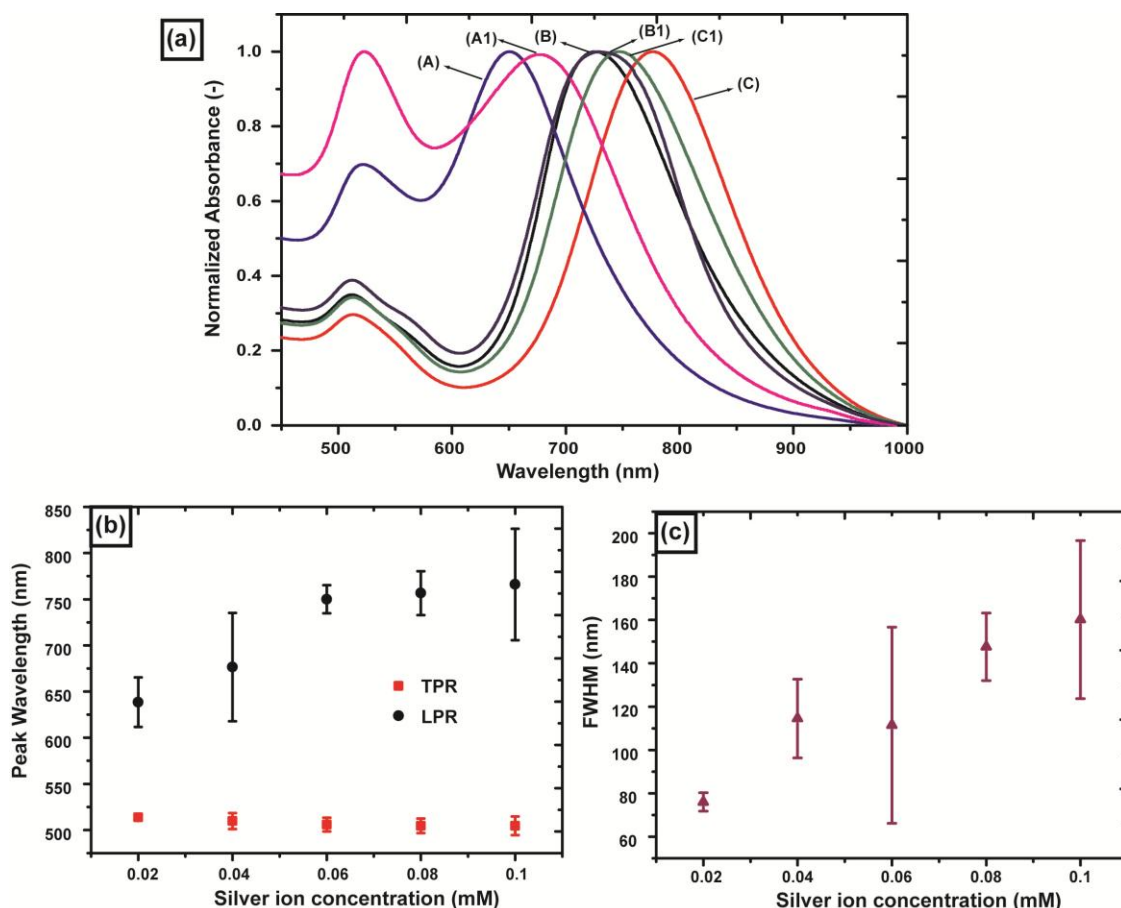 (a)
(A)
(A1)
(B)
(B1)
(C1)
(C)
Normalized Absorbance (-)
1.0
0.8
0.6
0.4
0.2
0.0
500
600
700
800
900
1000
Wavelength (nm)
(b)
Peak Wavelength (nm)
850
800
750
700
650
600
550
500
TPR
LPR
0.02
0.04
0.06
0.08
0.1
Silver ion concentration (mM)
(c)
FWHM (nm)
200
180
160
140
120
100
80
60
0.02
0.04
0.06
0.08
0.1
Silver ion concentration (mM)